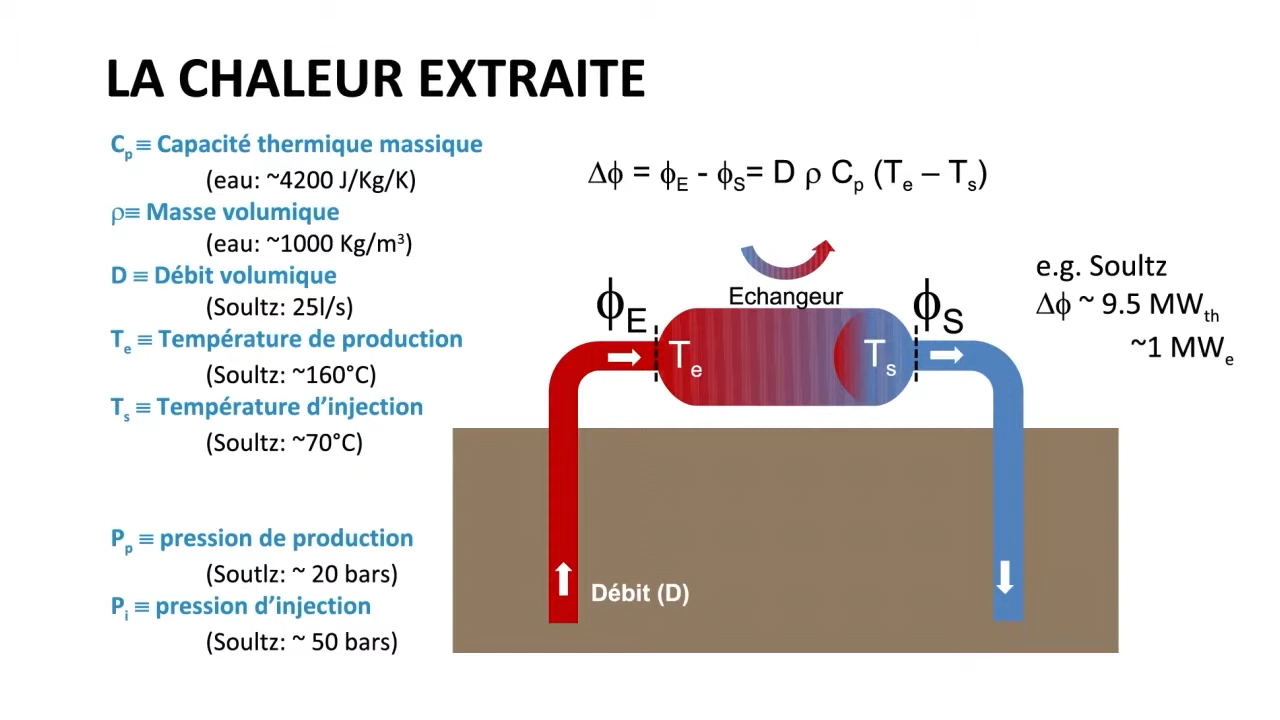 LA CHALEUR EXTRAITE
Cp ≡ Capacité thermique massique
(eau: ~4200 J/Kg/K)
ρ≡ Masse volumique
(eau: ~1000 Kg/m³)
D ≡ Débit volumique
(Soultz: 25l/s)
Te ≡ Température de production
(Soultz: ~160°C)
Ts ≡ Température d’injection
(Soultz: ~70°C)
Pp ≡ pression de production
(Soutlz: ~ 20 bars)
Pi ≡ pression d’injection
(Soultz: ~ 50 bars)
Δϕ = ϕE - ϕS= D ρ Cp (Te – Ts)
Echangeur
ϕE
ϕS
Te
Ts
Débit (D)
e.g. Soultz
Δϕ ~ 9.5 MWth
~1 MWe